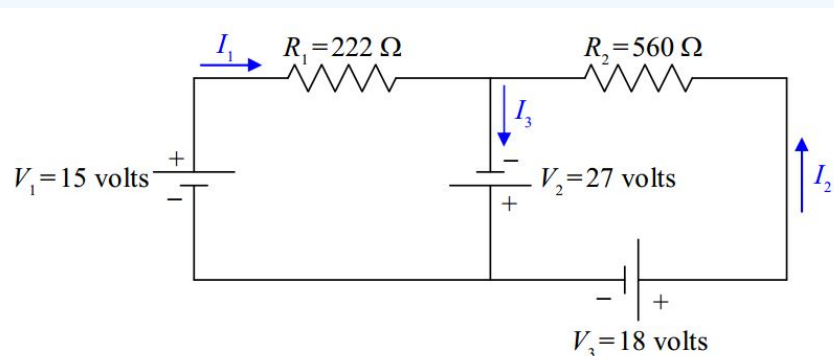 I₁
R₁=222 Ω
R₂=560 Ω
I₃
+
V₁=15 volts
−
−
V₂=27 volts
+
I₂
−
+
V₃=18 volts